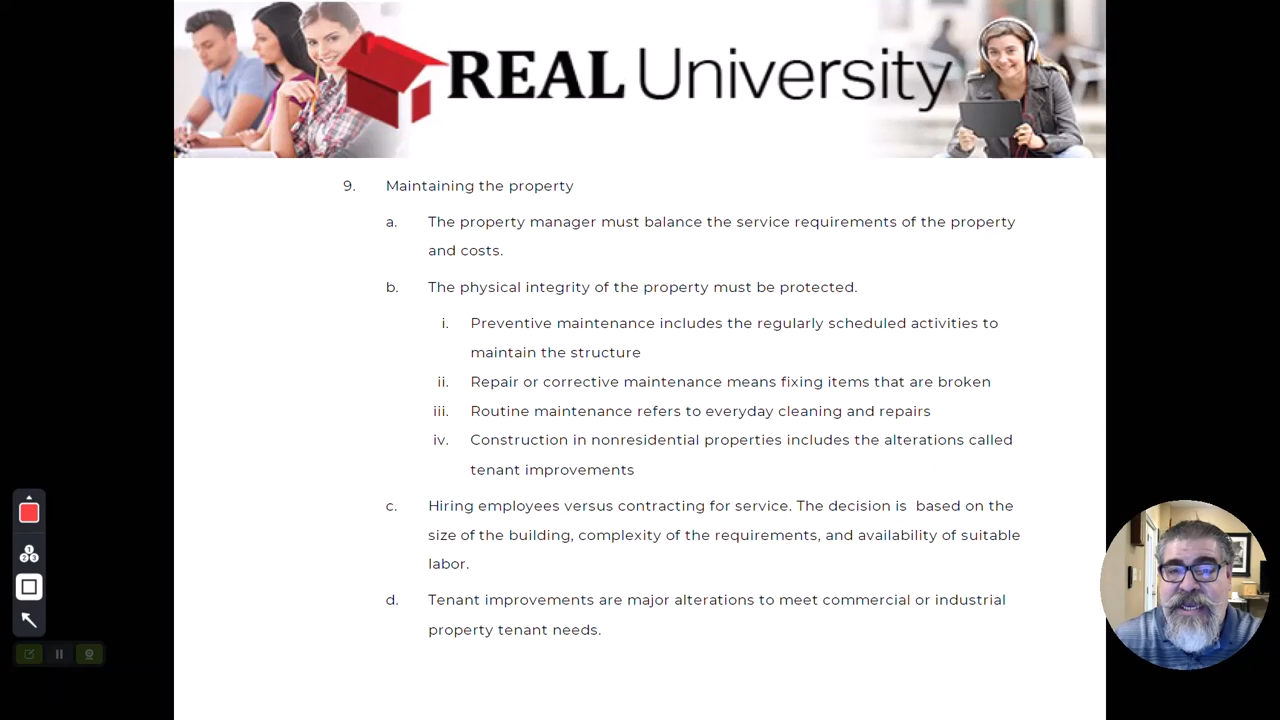 REAL University
9. Maintaining the property
a. The property manager must balance the service requirements of the property
and costs.
b. The physical integrity of the property must be protected.
i. Preventive maintenance includes the regularly scheduled activities to
maintain the structure
ii. Repair or corrective maintenance means fixing items that are broken
iii. Routine maintenance refers to everyday cleaning and repairs
iv. Construction in nonresidential properties includes the alterations called
tenant improvements
c. Hiring employees versus contracting for service. The decision is  based on the
size of the building, complexity of the requirements, and availability of suitable
labor.
d. Tenant improvements are major alterations to meet commercial or industrial
property tenant needs.